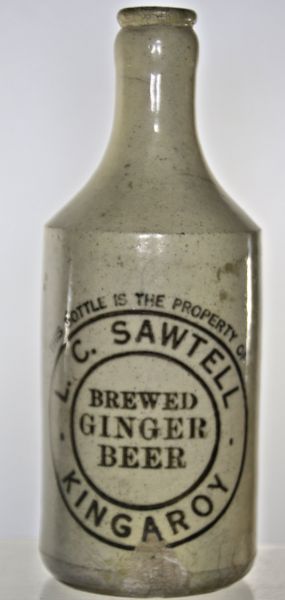 THIS BOTTLE IS THE PROPERTY OF
L. C. SAWTELL
BREWED
GINGER
BEER
KINGAROY